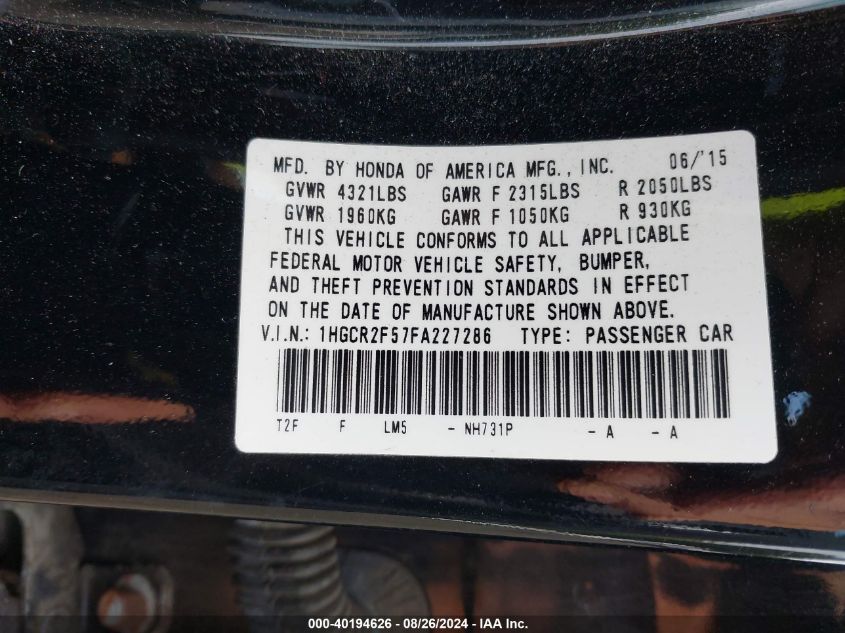 MFD. BY HONDA OF AMERICA MFG., INC. 06/'15
GVWR 4321LBS GAWR F 2315LBS R 2050LBS
GVWR 1960KG GAWR F 1050KG R 930KG
THIS VEHICLE CONFORMS TO ALL APPLICABLE
FEDERAL MOTOR VEHICLE SAFETY, BUMPER,
AND THEFT PREVENTION STANDARDS IN EFFECT
ON THE DATE OF MANUFACTURE SHOWN ABOVE.
V.I.N.: 1HGCR2F57FA227286 TYPE: PASSENGER CAR
T2F F LM5 - NH731P - A - A
000-40194626 - 08/26/2024 - IAA Inc.